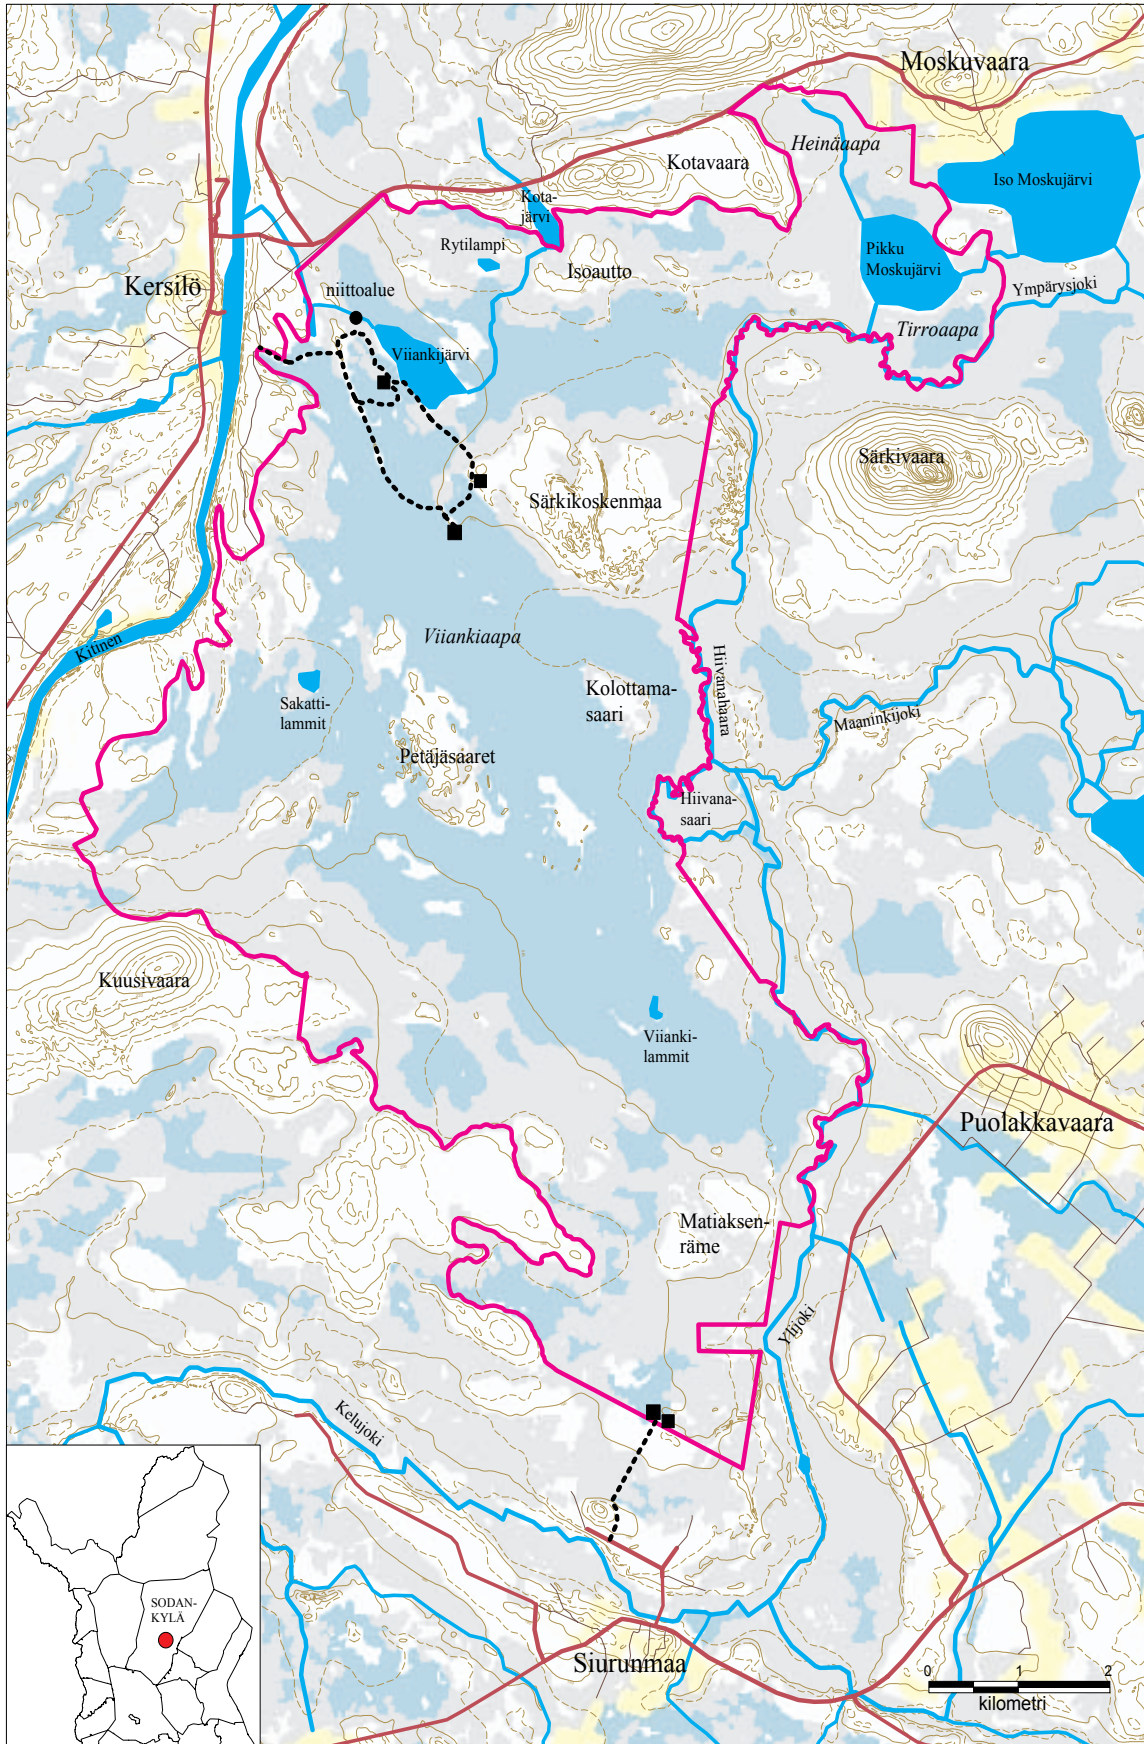 Moskuvaara
Heinäaapa
Kotavaara
Iso Moskujärvi
Kota-
järvi
Rytilampi
Isoautto
Pikku
Moskujärvi
Kersilö
niittoalue
Ympärysjoki
Tirroaapa
Viiankijärvi
Särkivaara
Särkikoskenmaa
Viiankiaapa
Kitinen
Hiivanahaara
Sakatti-
lammit
Kolottama-
saari
Maaninkijoki
Petäjäsaaret
Hiivana-
saari
Kuusivaara
Viianki-
lammit
Puolakkavaara
Matiaksen-
räme
Ylijoki
Kelujoki
SODAN-
KYLÄ
Siurunmaa
0 1 2
kilometri